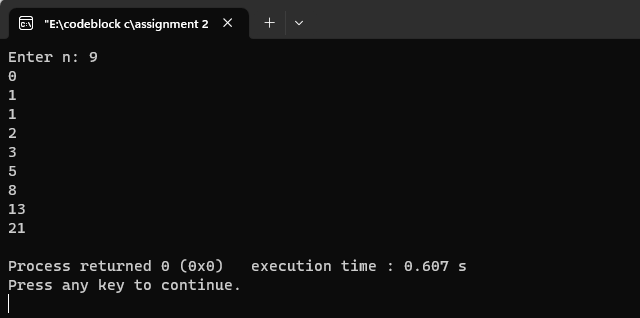 "E:\codeblock c\assignment 2
Enter n: 9
0
1
1
2
3
5
8
13
21
Process returned 0 (0x0)   execution time : 0.607 s
Press any key to continue.